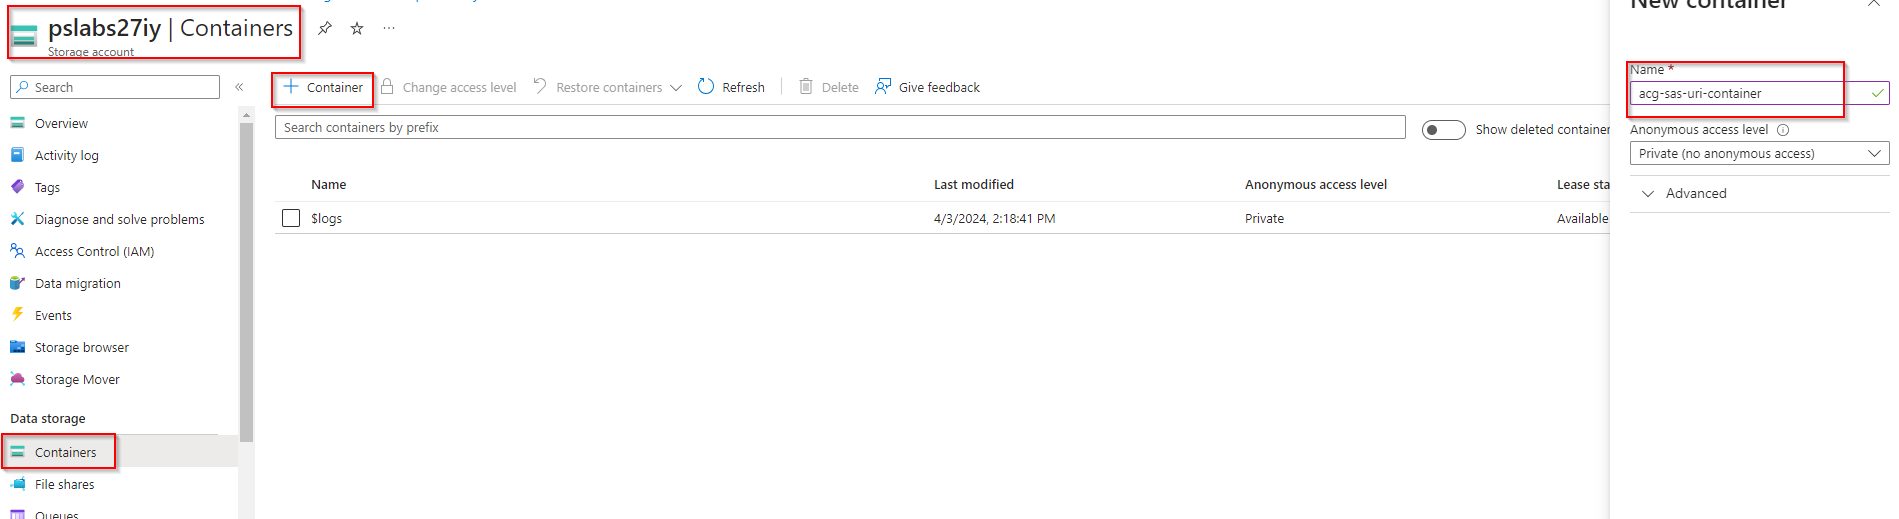 pslabs27iy | Containers
Storage account
Search
Overview
Activity log
Tags
Diagnose and solve problems
Access Control (IAM)
Data migration
Events
Storage browser
Storage Mover
Data storage
Containers
File shares
Queues
Container
Change access level
Restore containers
Refresh
Delete
Give feedback
Search containers by prefix
Show deleted container
Name Last modified Anonymous access level Lease sta
$logs 4/3/2024, 2:18:41 PM Private Available
New container
Name *
acg-sas-uri-container
Anonymous access level
Private (no anonymous access)
Advanced